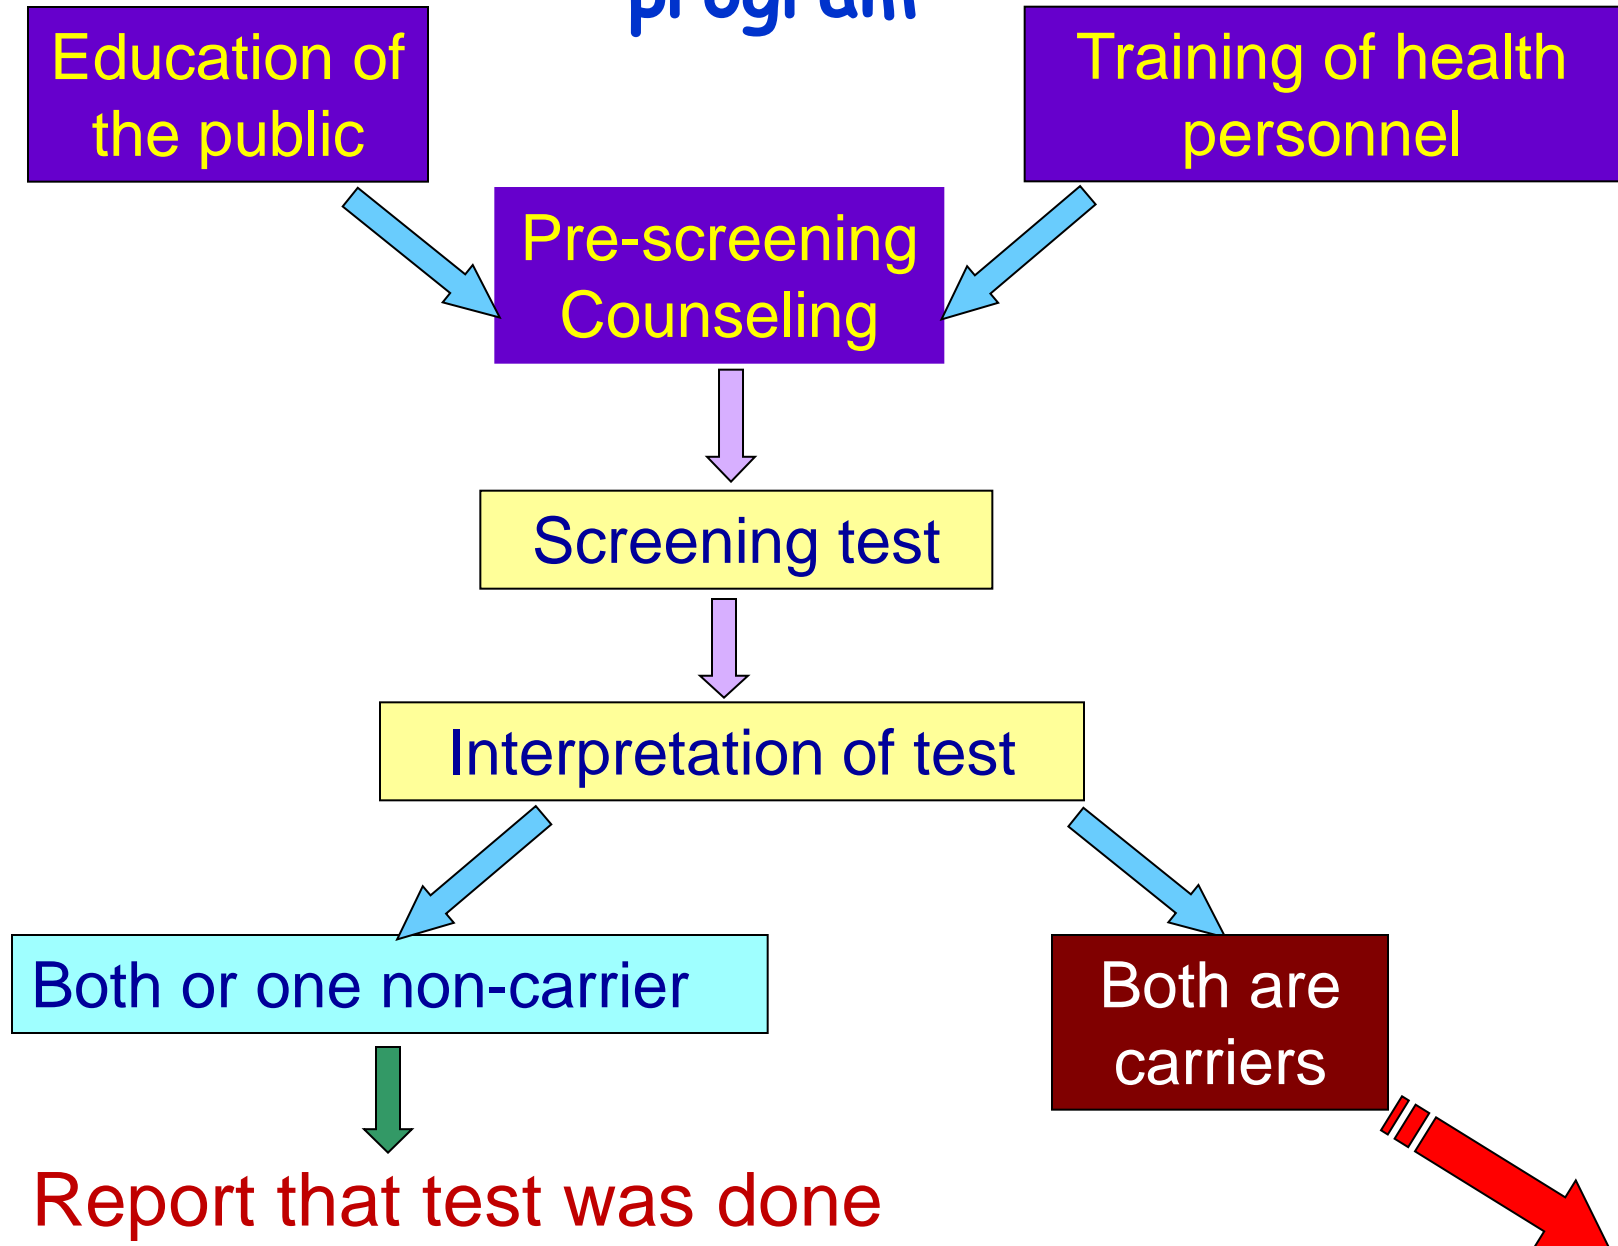 program
Education of
the public
Training of health
personnel
Pre-screening
Counseling
Screening test
Interpretation of test
Both or one non-carrier
Both are
carriers
Report that test was done